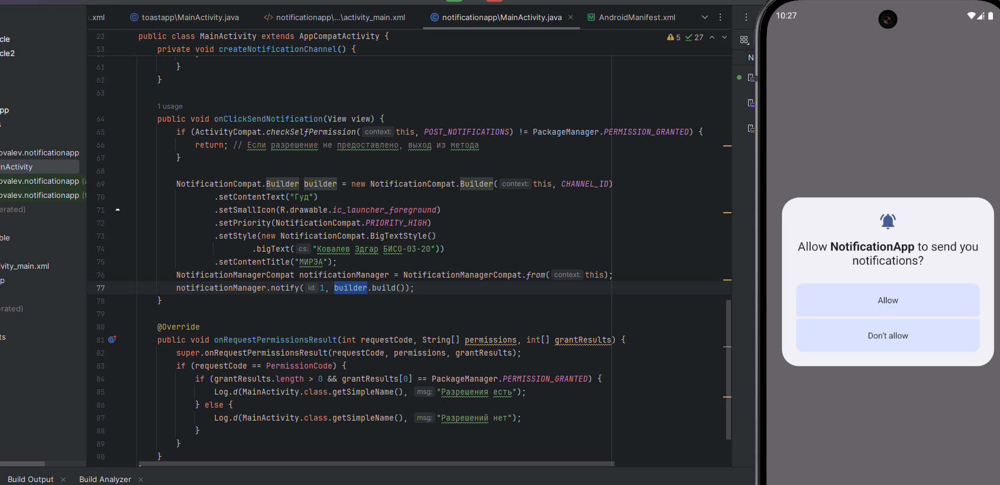 .xml
toastapp\MainActivity.java
notificationapp\...\activity_main.xml
notificationapp\MainActivity.java
AndroidManifest.xml
cle
cle2
pp
s
ovalev.notificationapp
inActivity
ovalev.notificationapp (a
ovalev.notificationapp (t
erated)
ble
ivity_main.xml
p
erated)
ts
5 27
23 public class MainActivity extends AppCompatActivity {
53 private void createNotificationChannel() {
61 }
62 }
63
1 usage
64 public void onClickSendNotification(View view) {
65 if (ActivityCompat.checkSelfPermission( context: this, POST_NOTIFICATIONS) != PackageManager.PERMISSION_GRANTED) {
66 return; // Если разрешение не предоставлено, выход из метода
67 }
68
69 NotificationCompat.Builder builder = new NotificationCompat.Builder( context: this, CHANNEL_ID)
70 .setContentText("Гуд")
71 .setSmallIcon(R.drawable.ic_launcher_foreground)
72 .setPriority(NotificationCompat.PRIORITY_HIGH)
73 .setStyle(new NotificationCompat.BigTextStyle()
74 .bigText( cs: "Ковалев Эдгар БИСО-03-20"))
75 .setContentTitle("МИРЭА");
76 NotificationManagerCompat notificationManager = NotificationManagerCompat.from( context: this);
77 notificationManager.notify( id: 1, builder.build());
78 }
79
80 @Override
81 public void onRequestPermissionsResult(int requestCode, String[] permissions, int[] grantResults) {
82 super.onRequestPermissionsResult(requestCode, permissions, grantResults);
83 if (requestCode == PermissionCode) {
84 if (grantResults.length > 0 && grantResults[0] == PackageManager.PERMISSION_GRANTED) {
85 Log.d(MainActivity.class.getSimpleName(), msg: "Разрешения есть");
86 } else {
87 Log.d(MainActivity.class.getSimpleName(), msg: "Разрешений нет");
88 }
89 }
90 }
Build Output
Build Analyzer
N
10:27
Allow NotificationApp to send you
notifications?
Allow
Don't allow